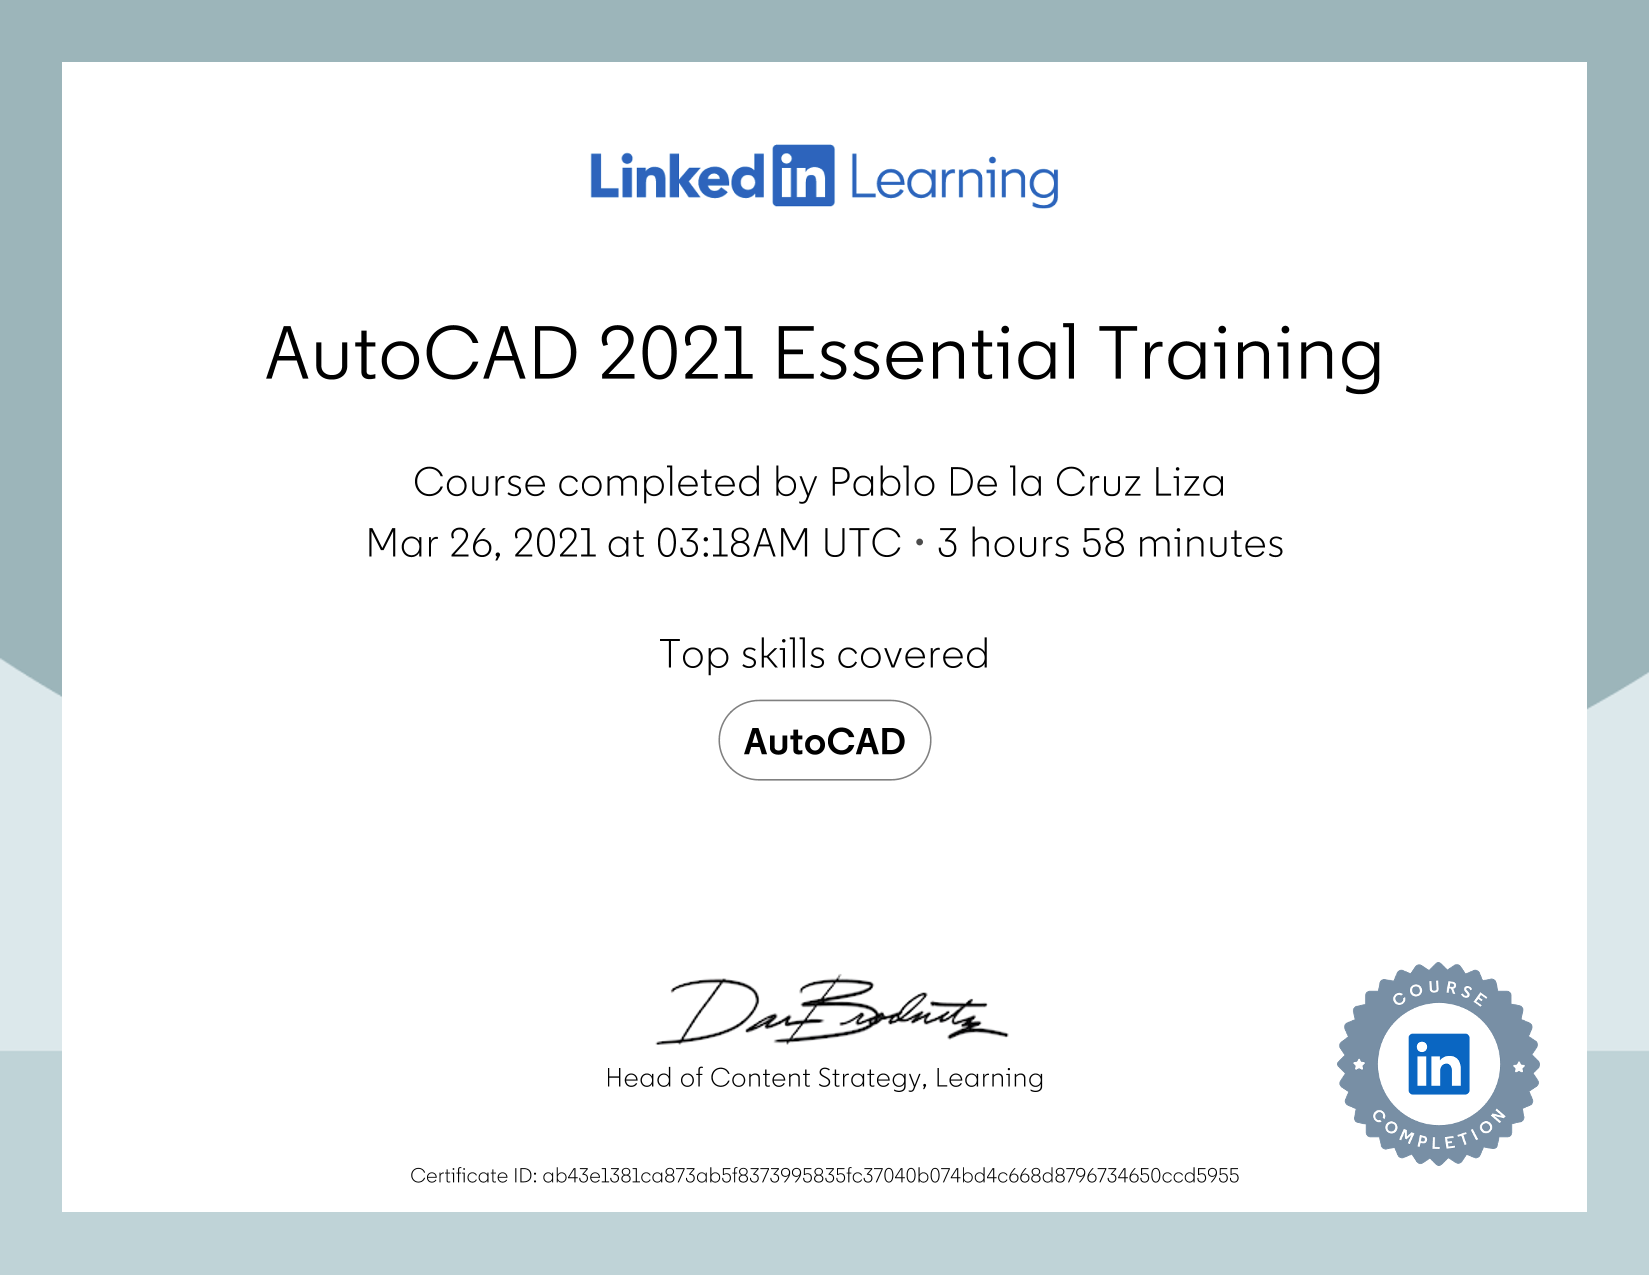 Linked in Learning
AutoCAD 2021 Essential Training
Course completed by Pablo De la Cruz Liza
Mar 26, 2021 at 03:18AM UTC • 3 hours 58 minutes
Top skills covered
AutoCAD
Dan Brodnitz
Head of Content Strategy, Learning
COURSE
in
COMPLETION
Certificate ID: ab43e1381ca873ab5f8373995835fc37040b074bd4c668d8796734650ccd5955